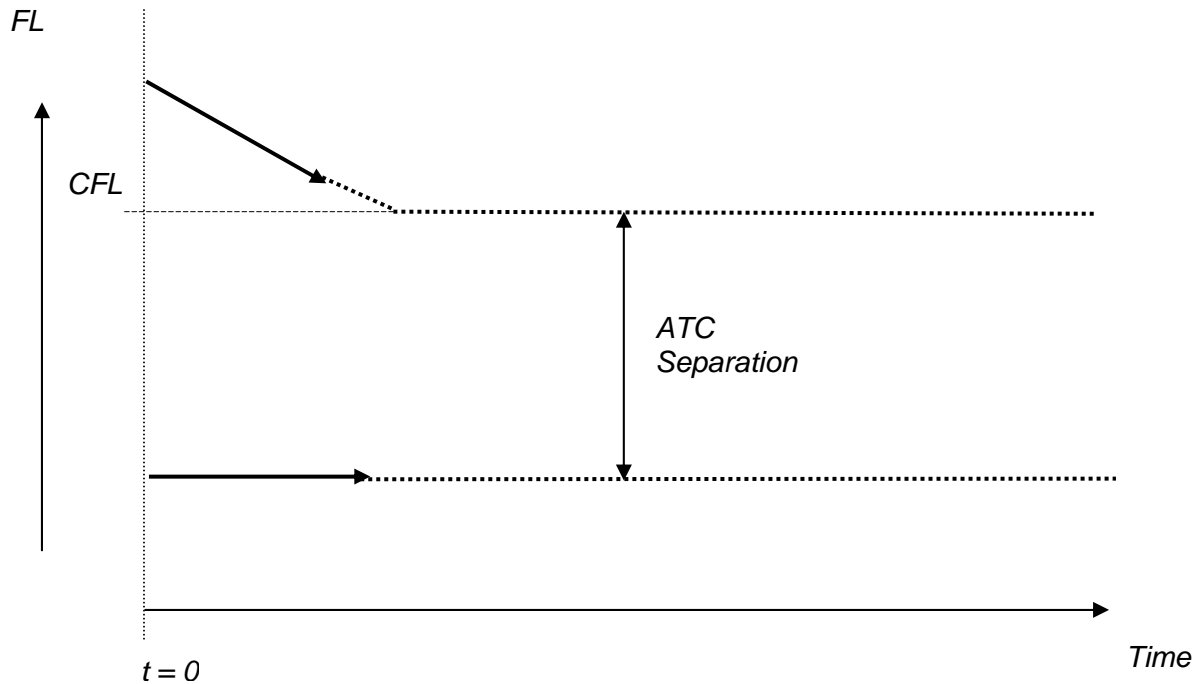 FL
CFL
ATC
Separation
Time
t = 0